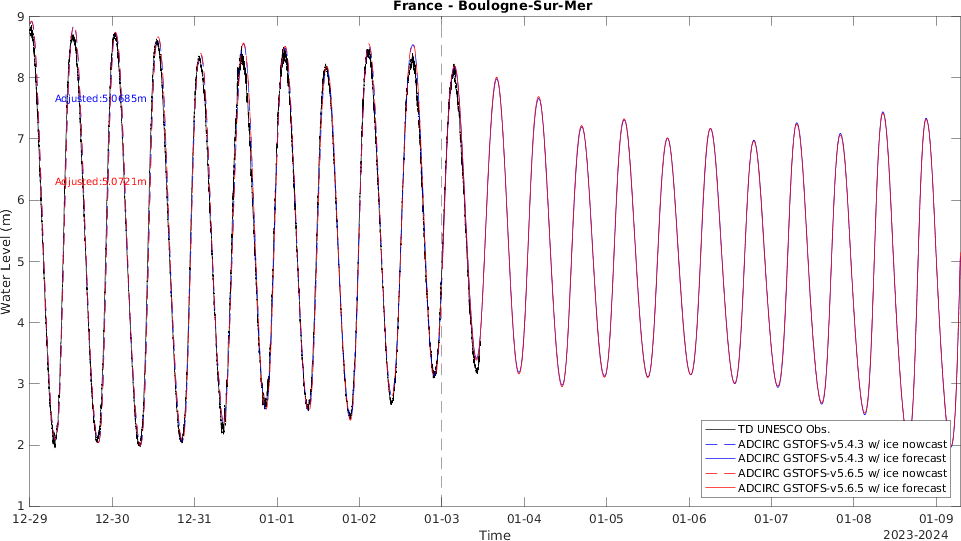 France - Boulogne-Sur-Mer
9
8
7
6
5
4
3
2
1
Water Level (m)
Adjusted:5.0685m
Adjusted:5.0721m
TD UNESCO Obs.
ADCIRC GSTOFS-v5.4.3 w/ ice nowcast
ADCIRC GSTOFS-v5.4.3 w/ ice forecast
ADCIRC GSTOFS-v5.6.5 w/ ice nowcast
ADCIRC GSTOFS-v5.6.5 w/ ice forecast
12-29 12-30 12-31 01-01 01-02 01-03 01-04 01-05 01-06 01-07 01-08 01-09
Time
2023-2024